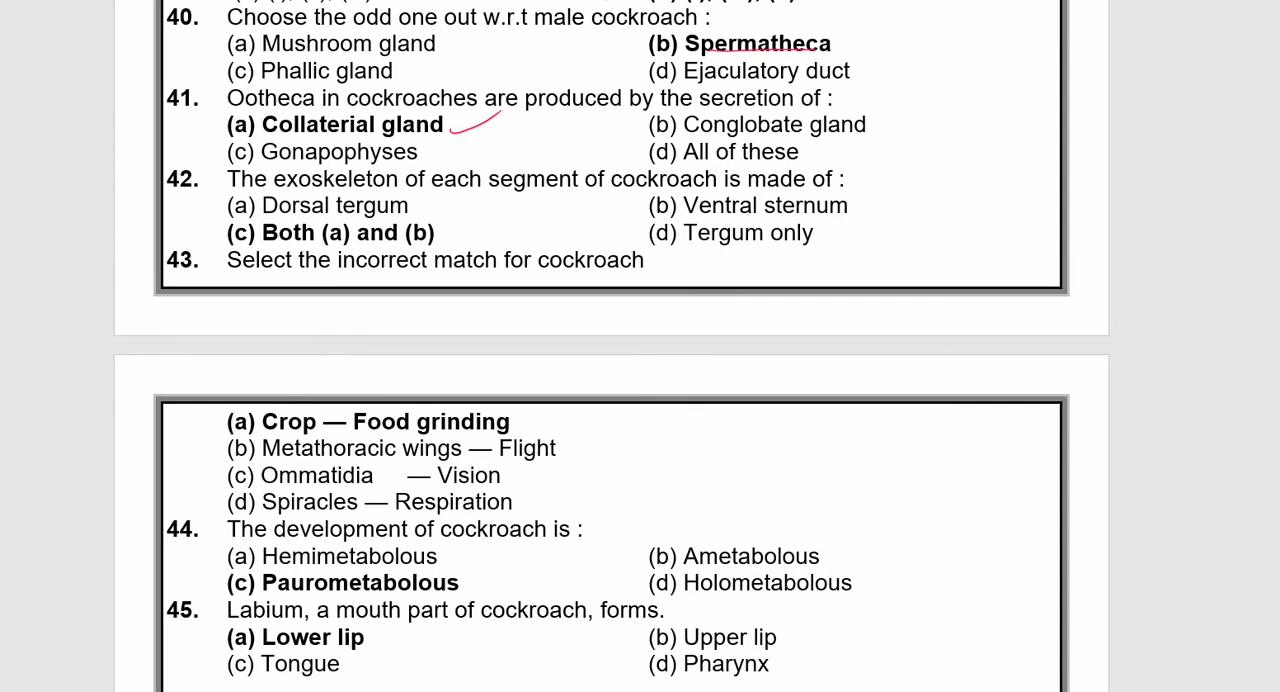 40. Choose the odd one out w.r.t male cockroach :
(a) Mushroom gland (b) Spermatheca
(c) Phallic gland (d) Ejaculatory duct
41. Ootheca in cockroaches are produced by the secretion of :
(a) Collaterial gland (b) Conglobate gland
(c) Gonapophyses (d) All of these
42. The exoskeleton of each segment of cockroach is made of :
(a) Dorsal tergum (b) Ventral sternum
(c) Both (a) and (b) (d) Tergum only
43. Select the incorrect match for cockroach
(a) Crop — Food grinding
(b) Metathoracic wings — Flight
(c) Ommatidia — Vision
(d) Spiracles — Respiration
44. The development of cockroach is :
(a) Hemimetabolous (b) Ametabolous
(c) Paurometabolous (d) Holometabolous
45. Labium, a mouth part of cockroach, forms.
(a) Lower lip (b) Upper lip
(c) Tongue (d) Pharynx